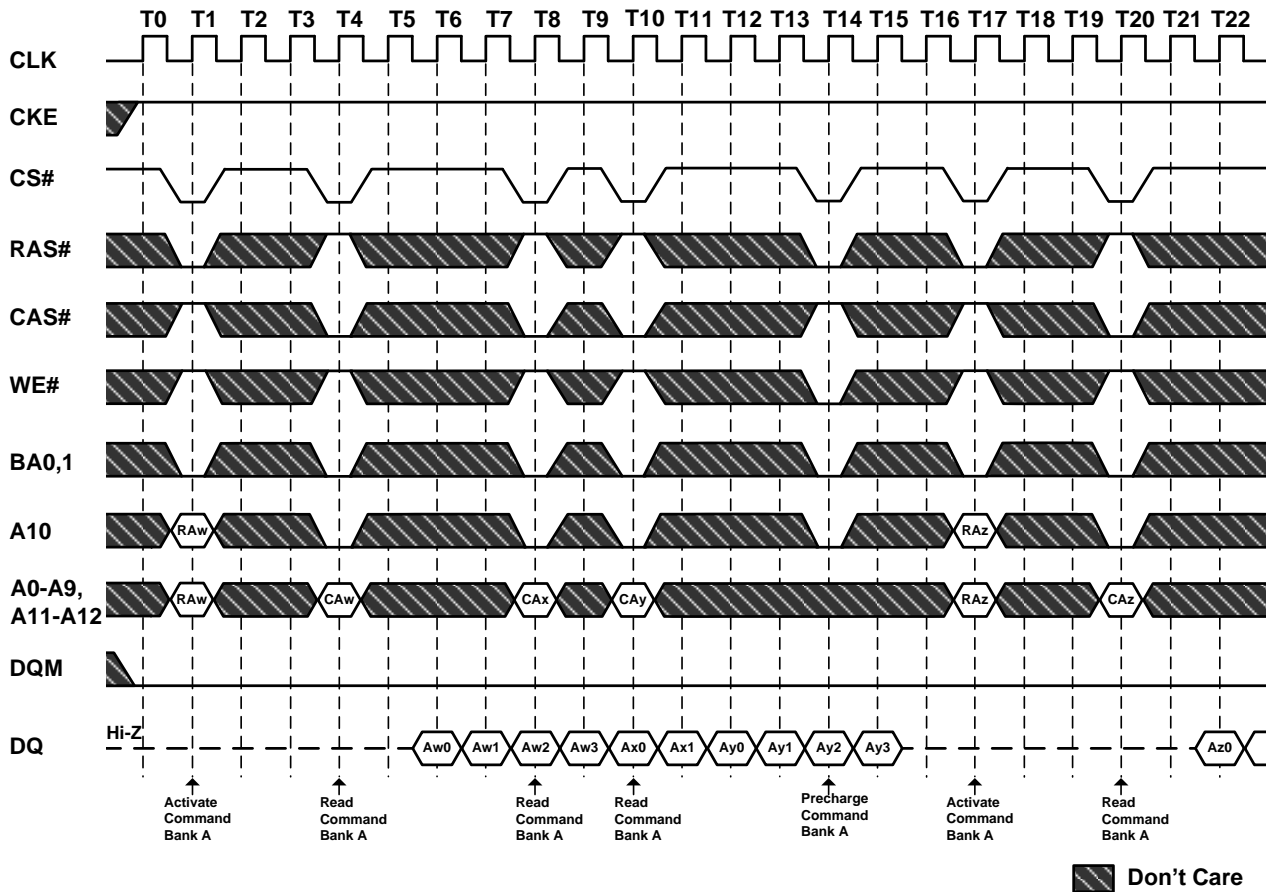 T0 T1 T2 T3 T4 T5 T6 T7 T8 T9 T10 T11 T12 T13 T14 T15 T16 T17 T18 T19 T20 T21 T22
CLK
CKE
CS#
RAS#
CAS#
WE#
BA0,1
A10 RAw RAz
A0-A9,
A11-A12 RAw CAw CAx CAy RAz CAz
DQM
DQ Hi-Z Aw0 Aw1 Aw2 Aw3 Ax0 Ax1 Ay0 Ay1 Ay2 Ay3 Az0
Activate
Command
Bank A
Read
Command
Bank A
Read
Command
Bank A
Read
Command
Bank A
Precharge
Command
Bank A
Activate
Command
Bank A
Read
Command
Bank A
Don't Care